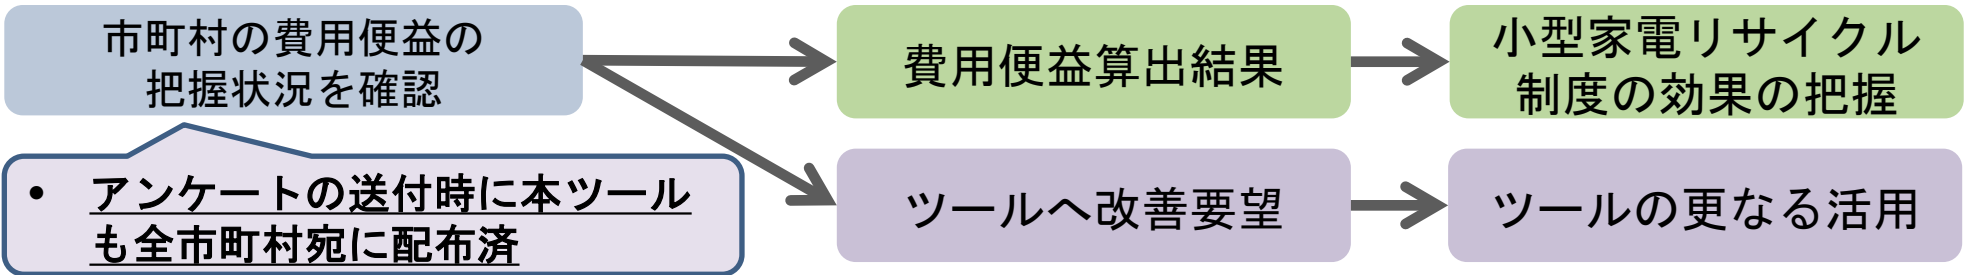 市町村の費用便益の
把握状況を確認
費用便益算出結果
小型家電リサイクル
制度の効果の把握
• アンケートの送付時に本ツール
も全市町村宛に配布済
ツールへ改善要望
ツールの更なる活用